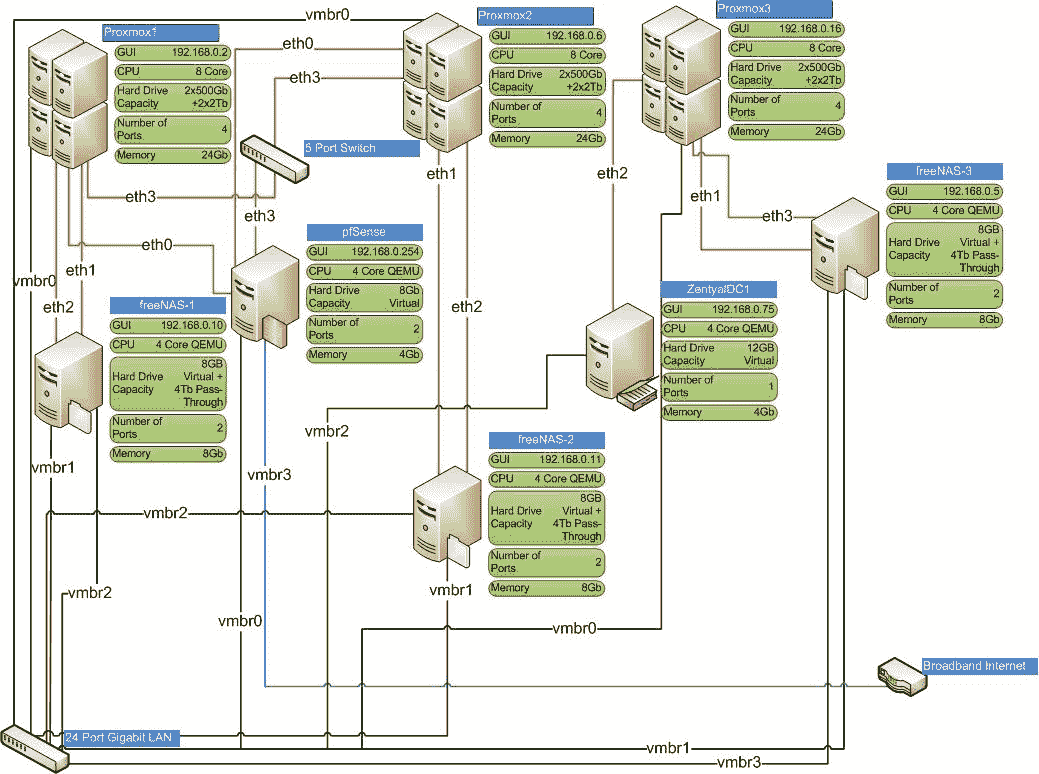 vmbr0
Proxmox1
GUI 192.168.0.2
CPU 8 Core
Hard Drive 2x500Gb
Capacity +2x2Tb
Number of
Ports 4
Memory 24Gb
Proxmox2
GUI 192.168.0.6
CPU 8 Core
Hard Drive 2x500Gb
Capacity +2x2Tb
Number of
Ports 4
Memory 24Gb
Proxmox3
GUI 192.168.0.16
CPU 8 Core
Hard Drive 2x500Gb
Capacity +2x2Tb
Number of
Ports 4
Memory 24Gb
eth0
eth3
5 Port Switch
eth3
eth3
eth0
eth1
vmbr0
eth2
eth1
eth2
eth2
eth1
eth3
freeNAS-3
GUI 192.168.0.5
CPU 4 Core QEMU
8GB
Hard Drive Virtual +
Capacity 4Tb Pass-
Through
Number of
Ports 2
Memory 8Gb
pfSense
GUI 192.168.0.254
CPU 4 Core QEMU
Hard Drive 8Gb
Capacity Virtual
Number of
Ports 2
Memory 4Gb
freeNAS-1
GUI 192.168.0.10
CPU 4 Core QEMU
8GB
Hard Drive Virtual +
Capacity 4Tb Pass-
Through
Number of
Ports 2
Memory 8Gb
ZentyalDC1
GUI 192.168.0.75
CPU 4 Core QEMU
Hard Drive 12GB
Capacity Virtual
Number of
Ports 1
Memory 4Gb
freeNAS-2
GUI 192.168.0.11
CPU 4 Core QEMU
8GB
Hard Drive Virtual +
Capacity 4Tb Pass-
Through
Number of
Ports 2
Memory 8Gb
vmbr2
vmbr1
vmbr3
vmbr2
vmbr2
vmbr1
vmbr0
vmbr0
Broadband Internet
24 Port Gigabit LAN
vmbr1
vmbr3